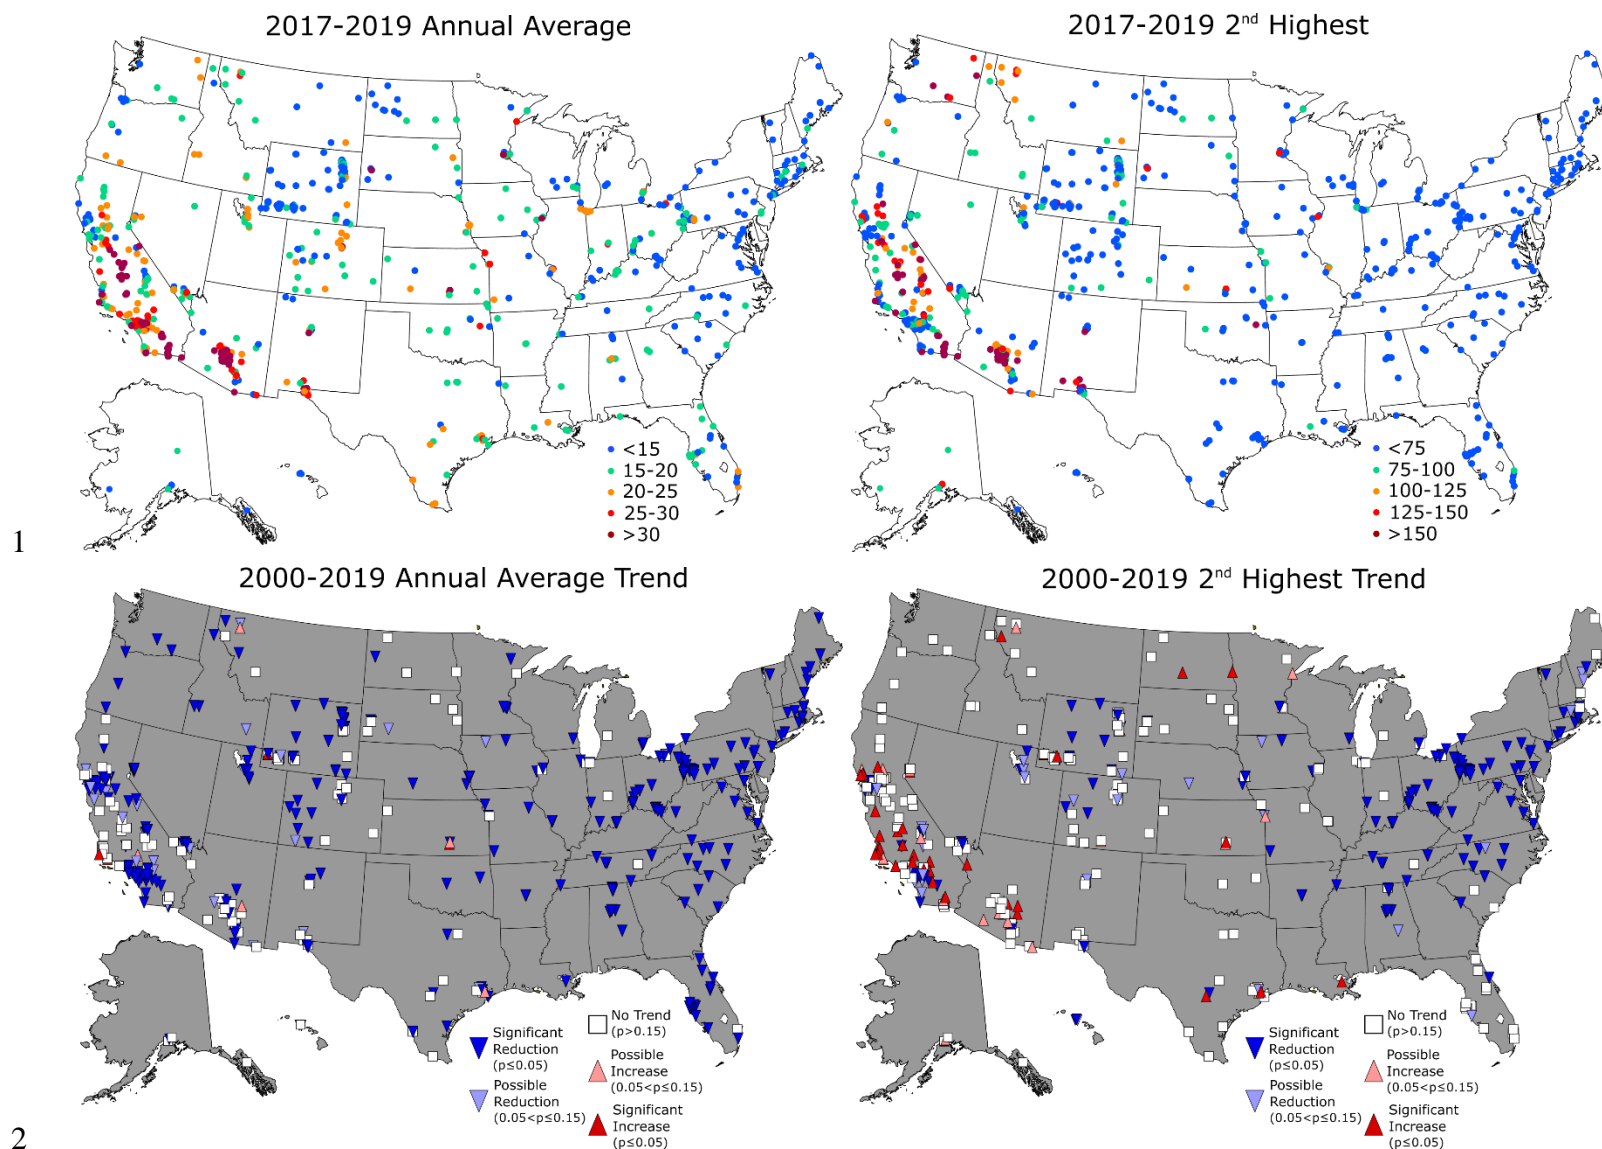 2017-2019 Annual Average
2017-2019 2nd Highest
<15
15-20
20-25
25-30
>30
<75
75-100
100-125
125-150
>150
1
2000-2019 Annual Average Trend
2000-2019 2nd Highest Trend
Significant
Reduction
(p≤0.05)
Possible
Reduction
(0.05<p≤0.15)
No Trend
(p>0.15)
Possible
Increase
(0.05<p≤0.15)
Significant
Increase
(p≤0.05)
Significant
Reduction
(p≤0.05)
Possible
Reduction
(0.05<p≤0.15)
No Trend
(p>0.15)
Possible
Increase
(0.05<p≤0.15)
Significant
Increase
(p≤0.05)
2